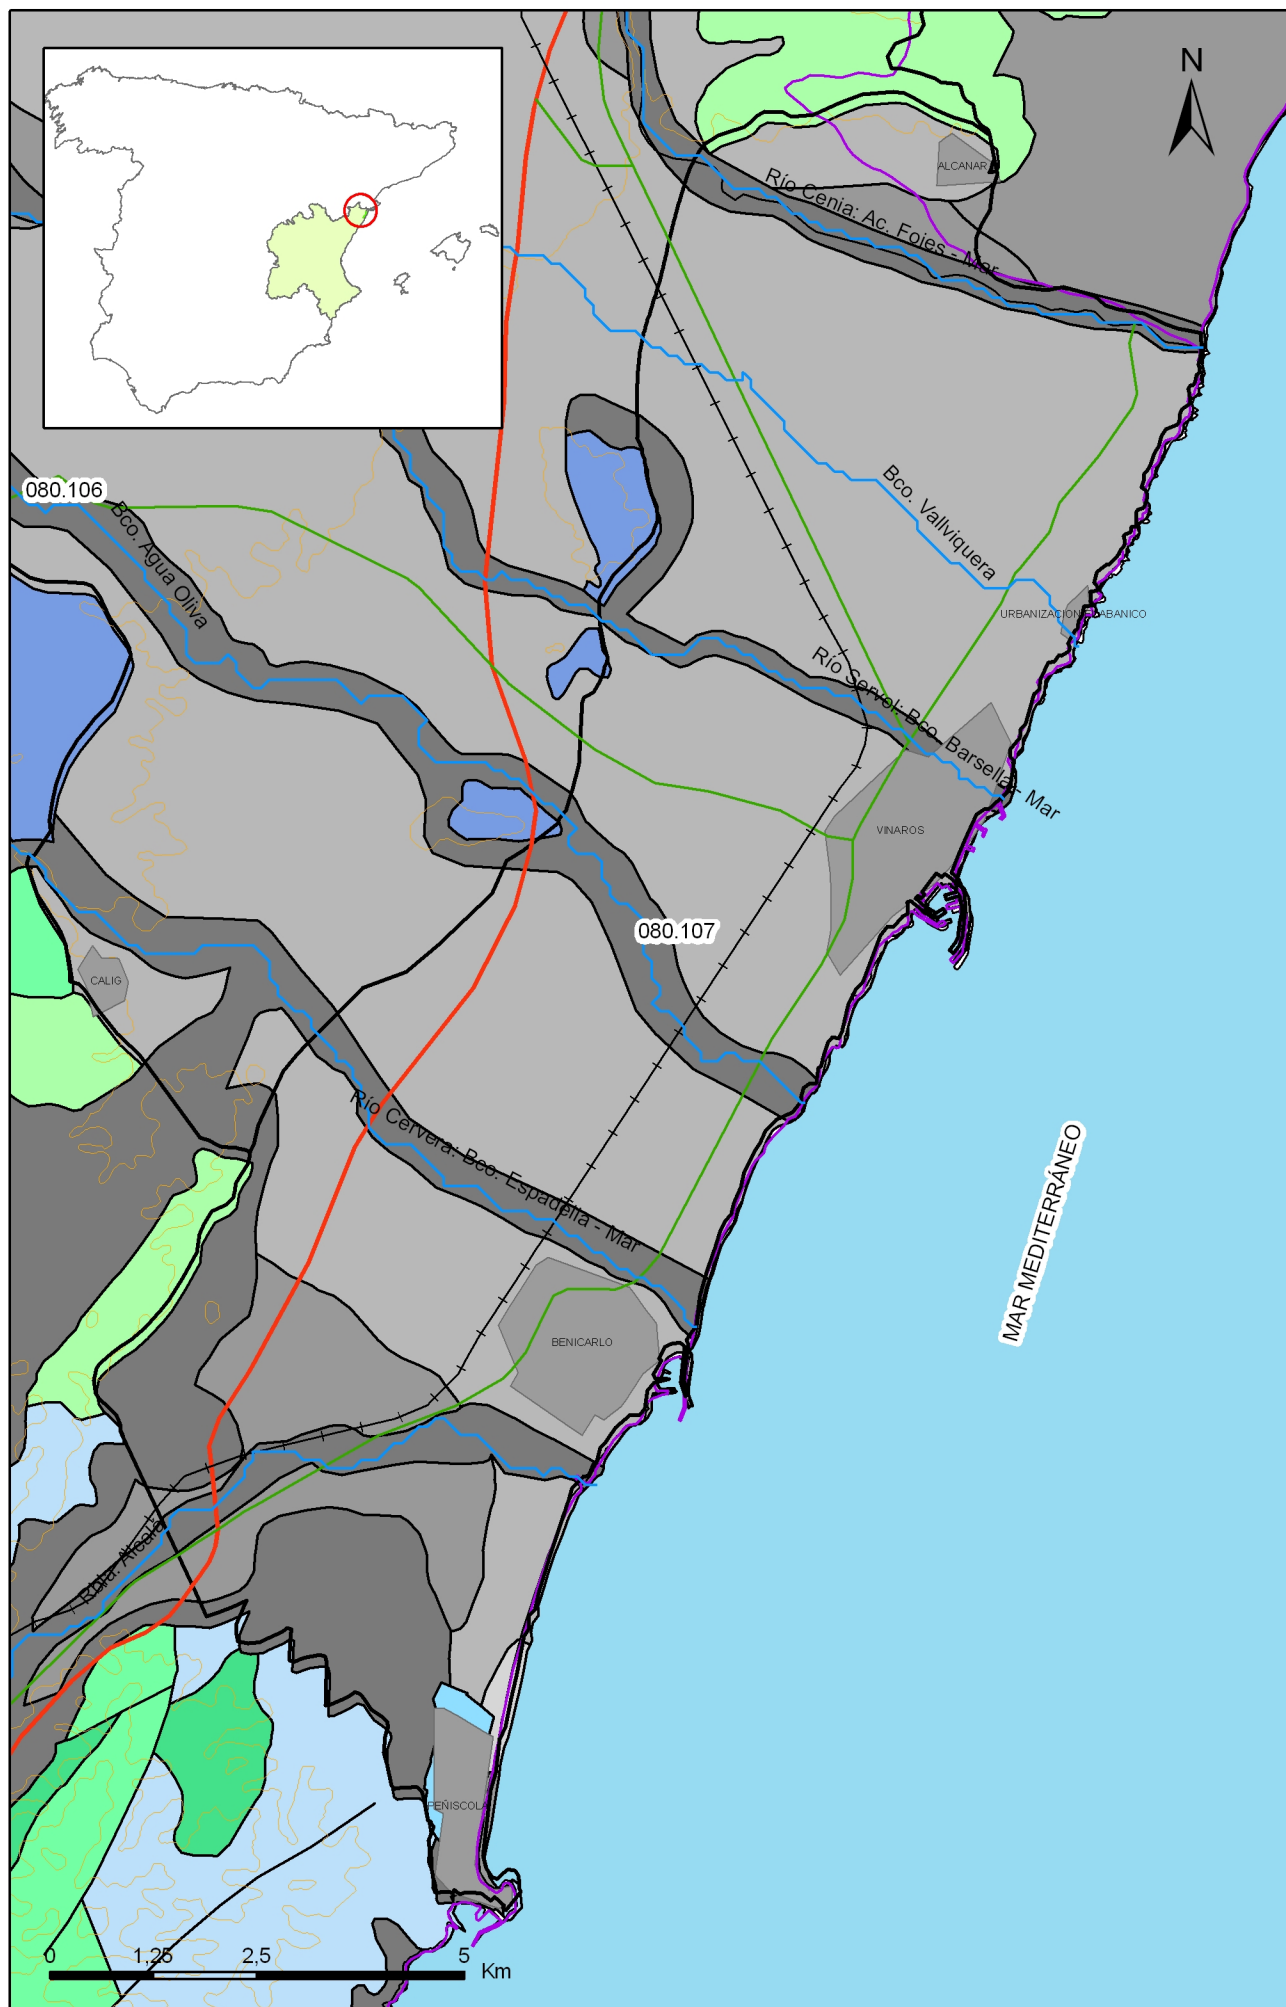 N
ALCANAR
Río Cenia: Ac. Foies - Mar
080.106
Bco. Agua Oliva
Bco. Vallviquera
URBANIZACION EL ABANICO
Río Servol: Bco. Barsella - Mar
VINAROS
080.107
CALIG
Río Cervera: Bco. Espadella - Mar
MAR MEDITERRÁNEO
BENICARLO
Rbla. Alcalá
PEÑISCOLA
0 1,25 2,5 5 Km